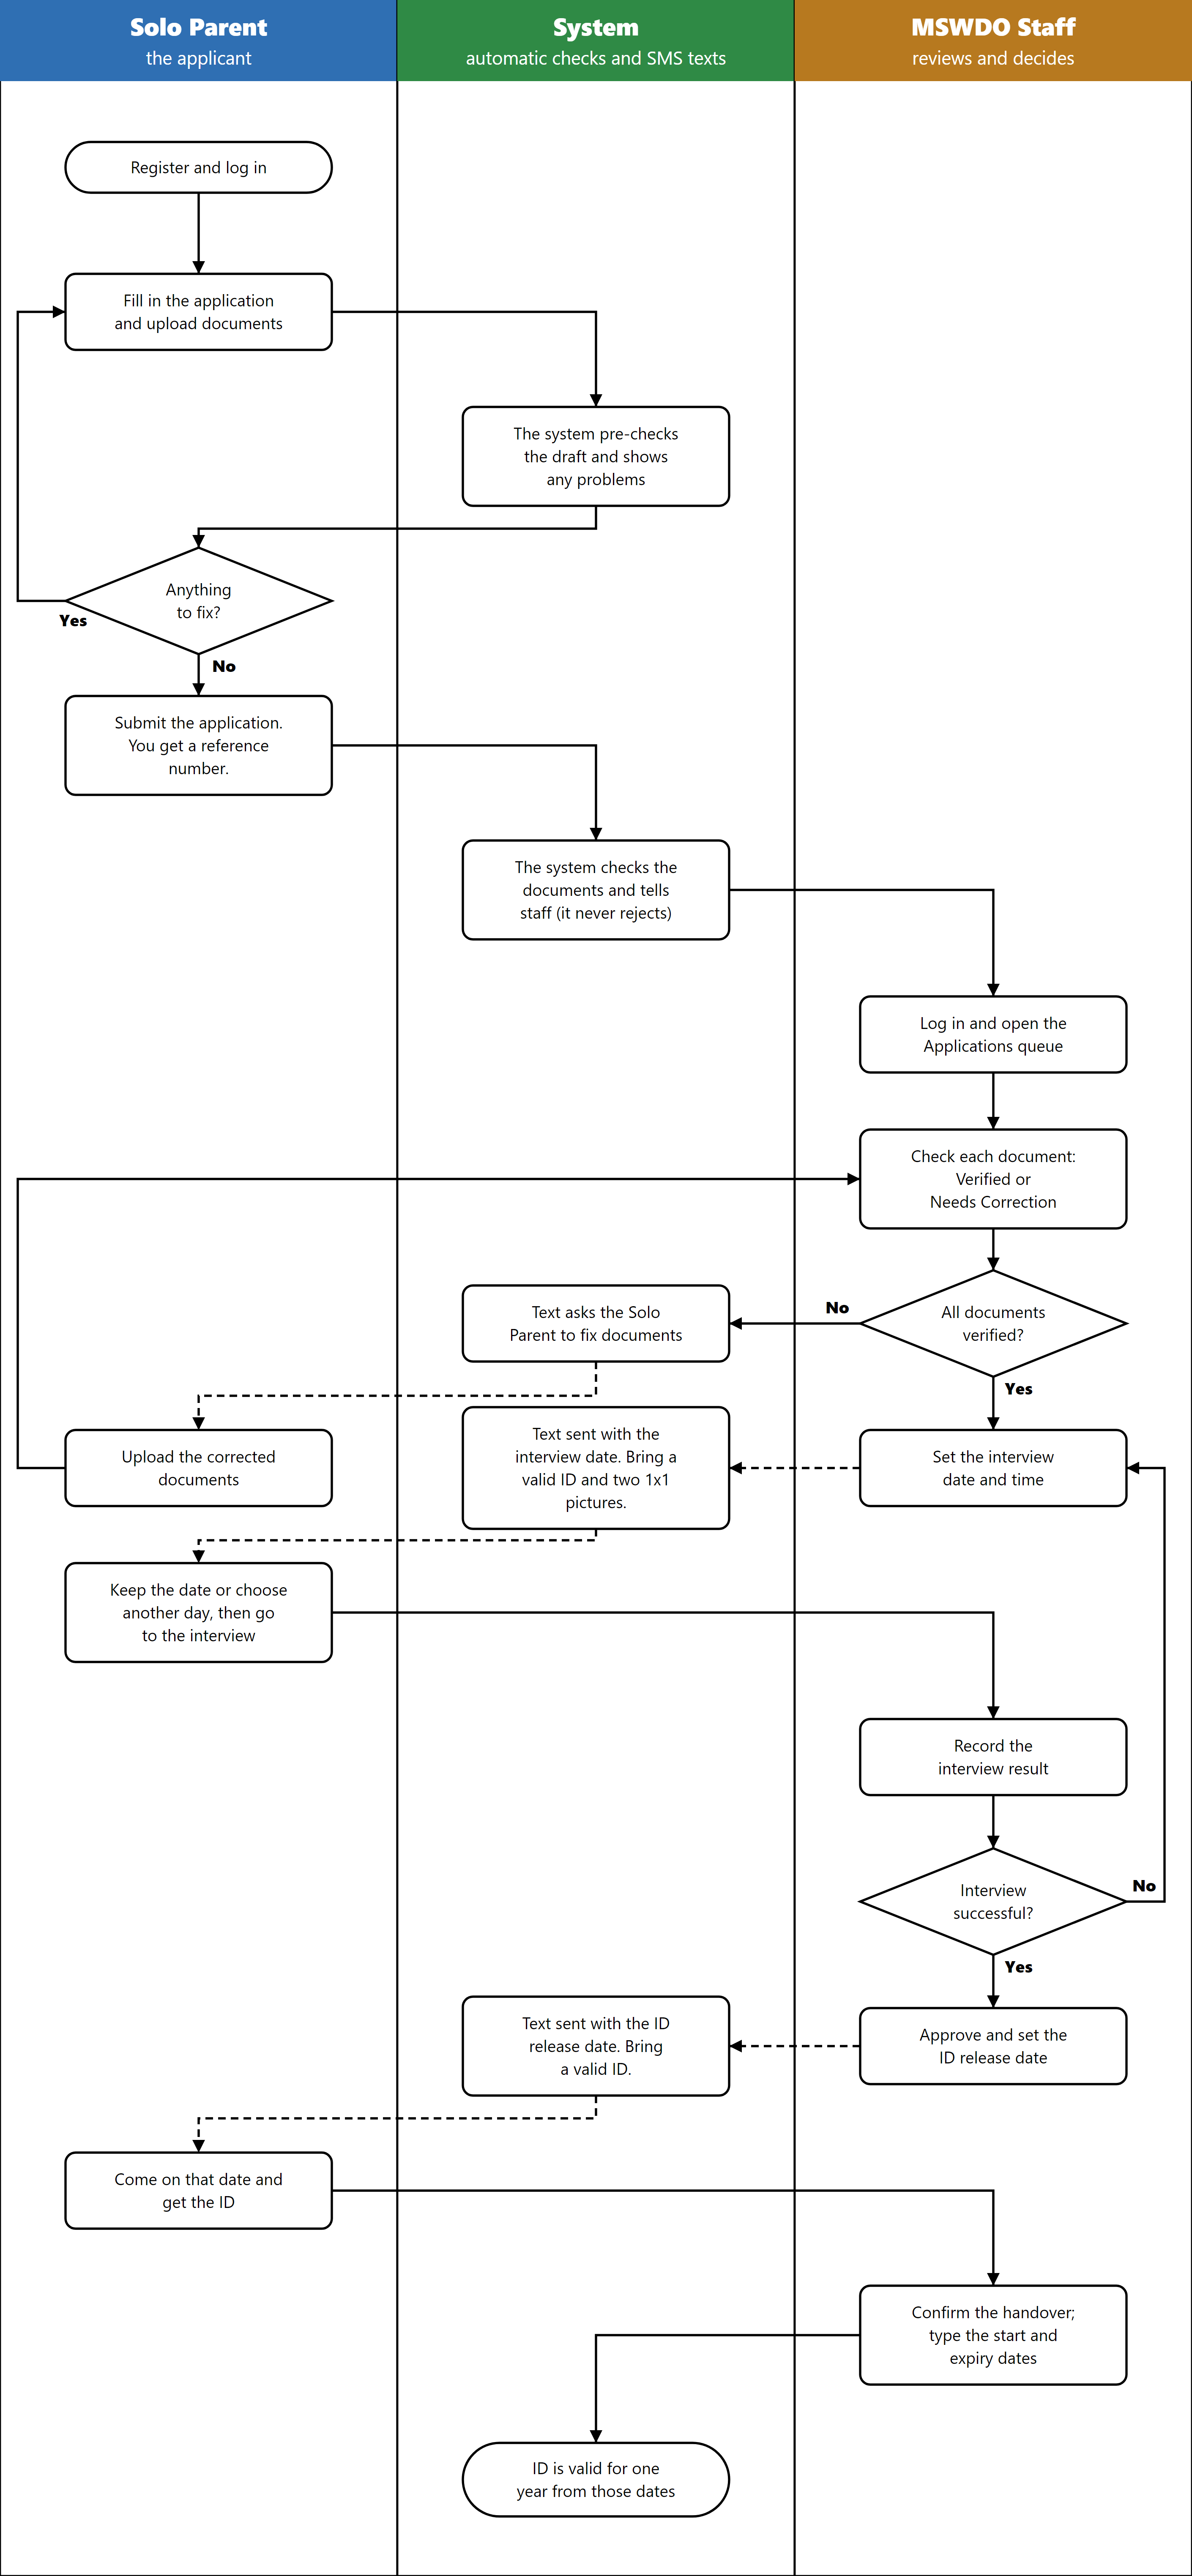 Solo Parent
the applicant
System
automatic checks and SMS texts
MSWDO Staff
reviews and decides
Register and log in
Fill in the application
and upload documents
The system pre-checks
the draft and shows
any problems
Anything
to fix?
Yes
No
Submit the application.
You get a reference
number.
The system checks the
documents and tells
staff (it never rejects)
Log in and open the
Applications queue
Check each document:
Verified or
Needs Correction
All documents
verified?
No
Yes
Text asks the Solo
Parent to fix documents
Upload the corrected
documents
Set the interview
date and time
Text sent with the
interview date. Bring a
valid ID and two 1x1
pictures.
Keep the date or choose
another day, then go
to the interview
Record the
interview result
Interview
successful?
No
Yes
Approve and set the
ID release date
Text sent with the ID
release date. Bring
a valid ID.
Come on that date and
get the ID
Confirm the handover;
type the start and
expiry dates
ID is valid for one
year from those dates